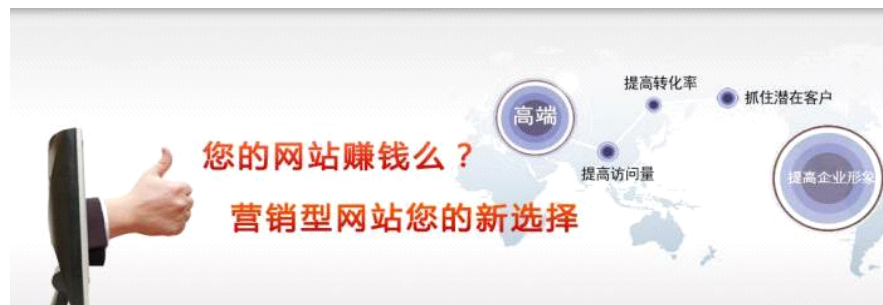 您的网站赚钱么？
营销型网站您的新选择
高端
提高访问量
提高转化率
抓住潜在客户
提高企业形象